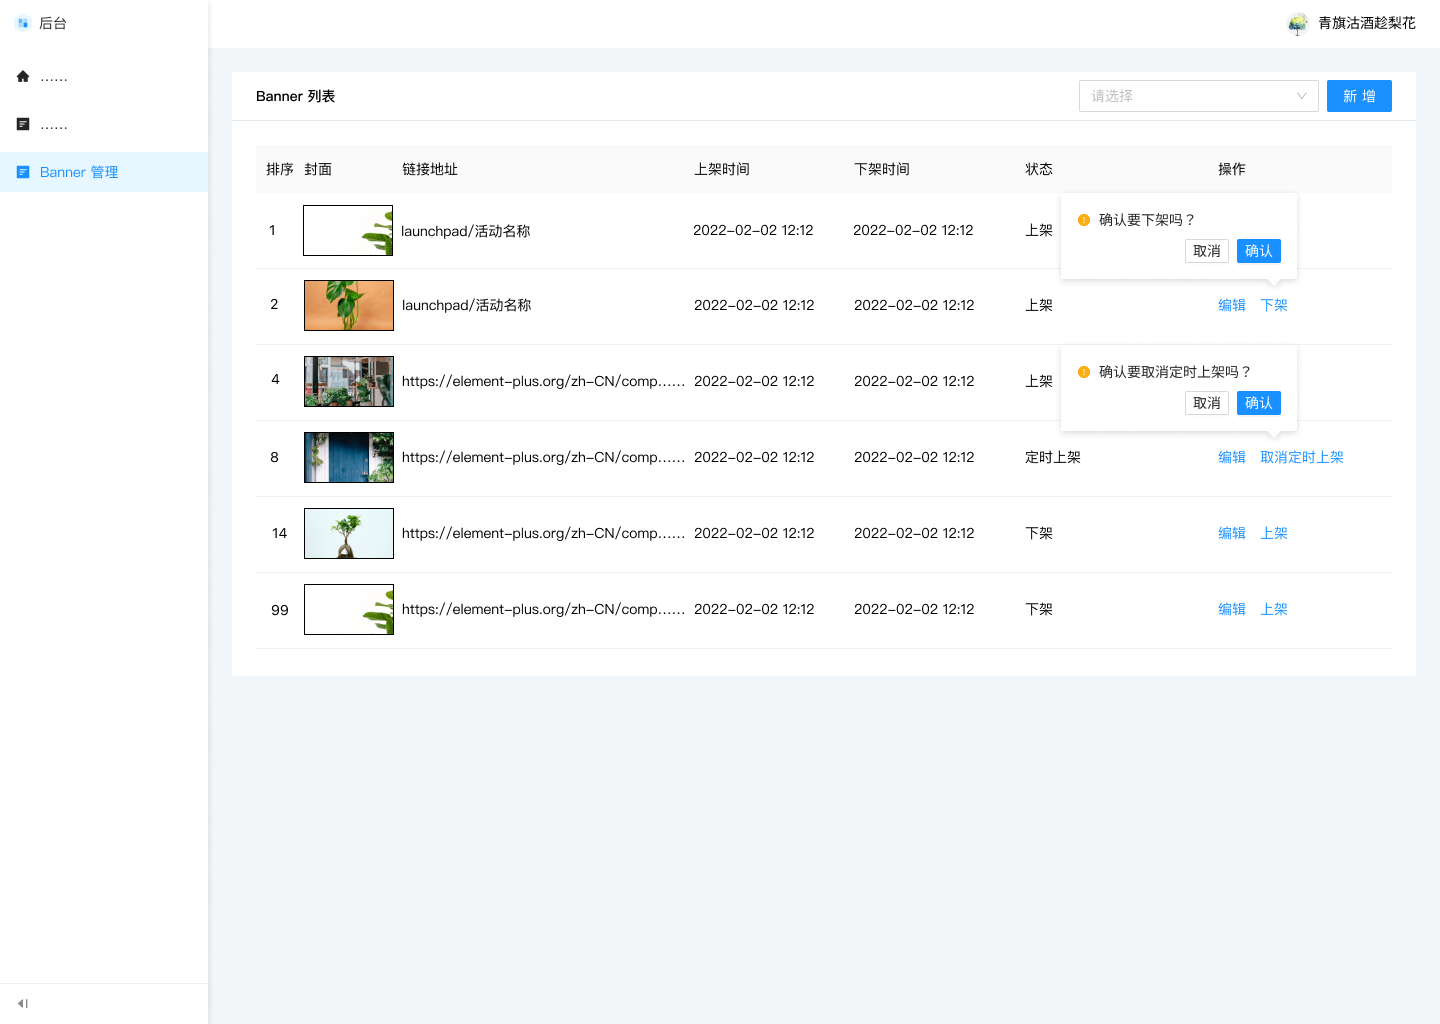 后台
青旗沽酒趁梨花
……
……
Banner 管理
Banner 列表
请选择
新 增
排序 封面 链接地址 上架时间 下架时间 状态 操作
1 launchpad/活动名称 2022-02-02 12:12 2022-02-02 12:12 上架
确认要下架吗？
取消 确认
2 launchpad/活动名称 2022-02-02 12:12 2022-02-02 12:12 上架 编辑 下架
4 https://element-plus.org/zh-CN/comp…… 2022-02-02 12:12 2022-02-02 12:12 上架
确认要取消定时上架吗？
取消 确认
8 https://element-plus.org/zh-CN/comp…… 2022-02-02 12:12 2022-02-02 12:12 定时上架 编辑 取消定时上架
14 https://element-plus.org/zh-CN/comp…… 2022-02-02 12:12 2022-02-02 12:12 下架 编辑 上架
99 https://element-plus.org/zh-CN/comp…… 2022-02-02 12:12 2022-02-02 12:12 下架 编辑 上架